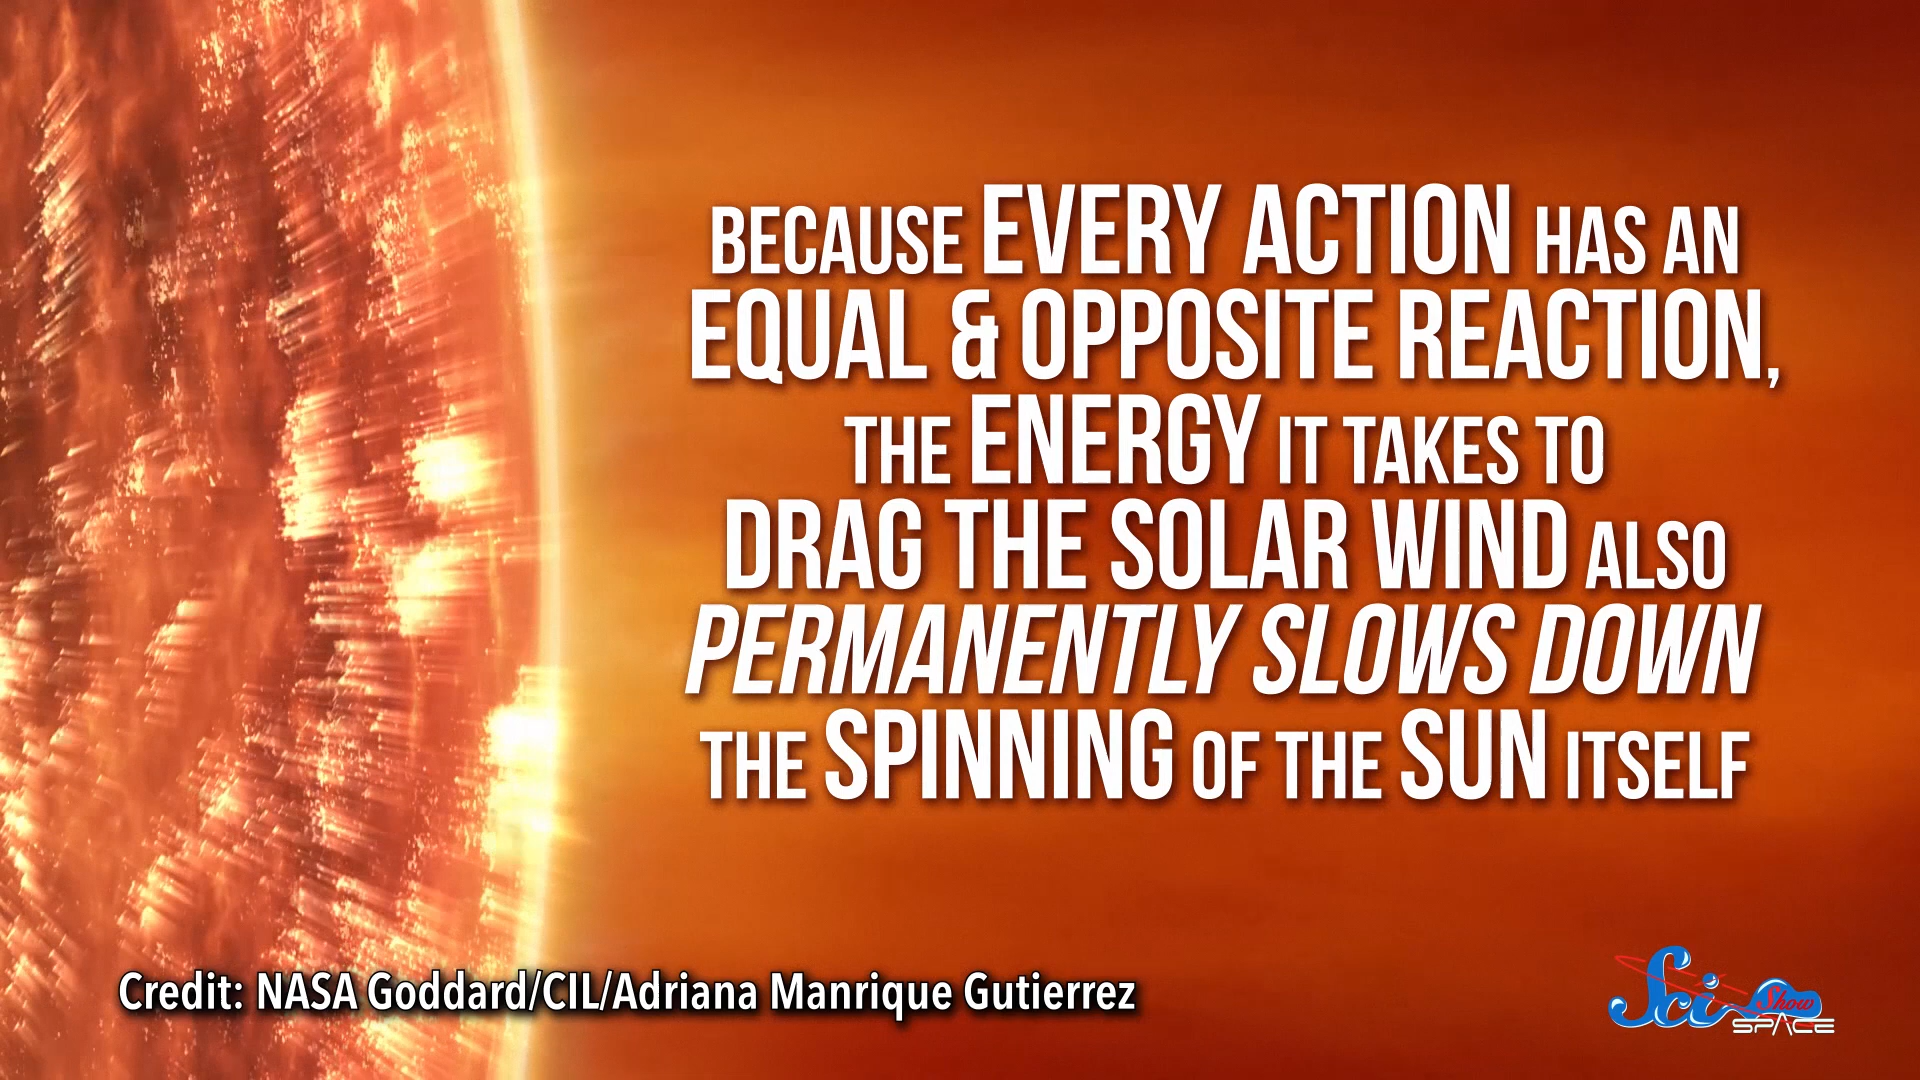 BECAUSE EVERY ACTION HAS AN
EQUAL & OPPOSITE REACTION,
THE ENERGY IT TAKES TO
DRAG THE SOLAR WIND ALSO
PERMANENTLY SLOWS DOWN
THE SPINNING OF THE SUN ITSELF
Credit: NASA Goddard/CIL/Adriana Manrique Gutierrez
Sci Show
SPACE